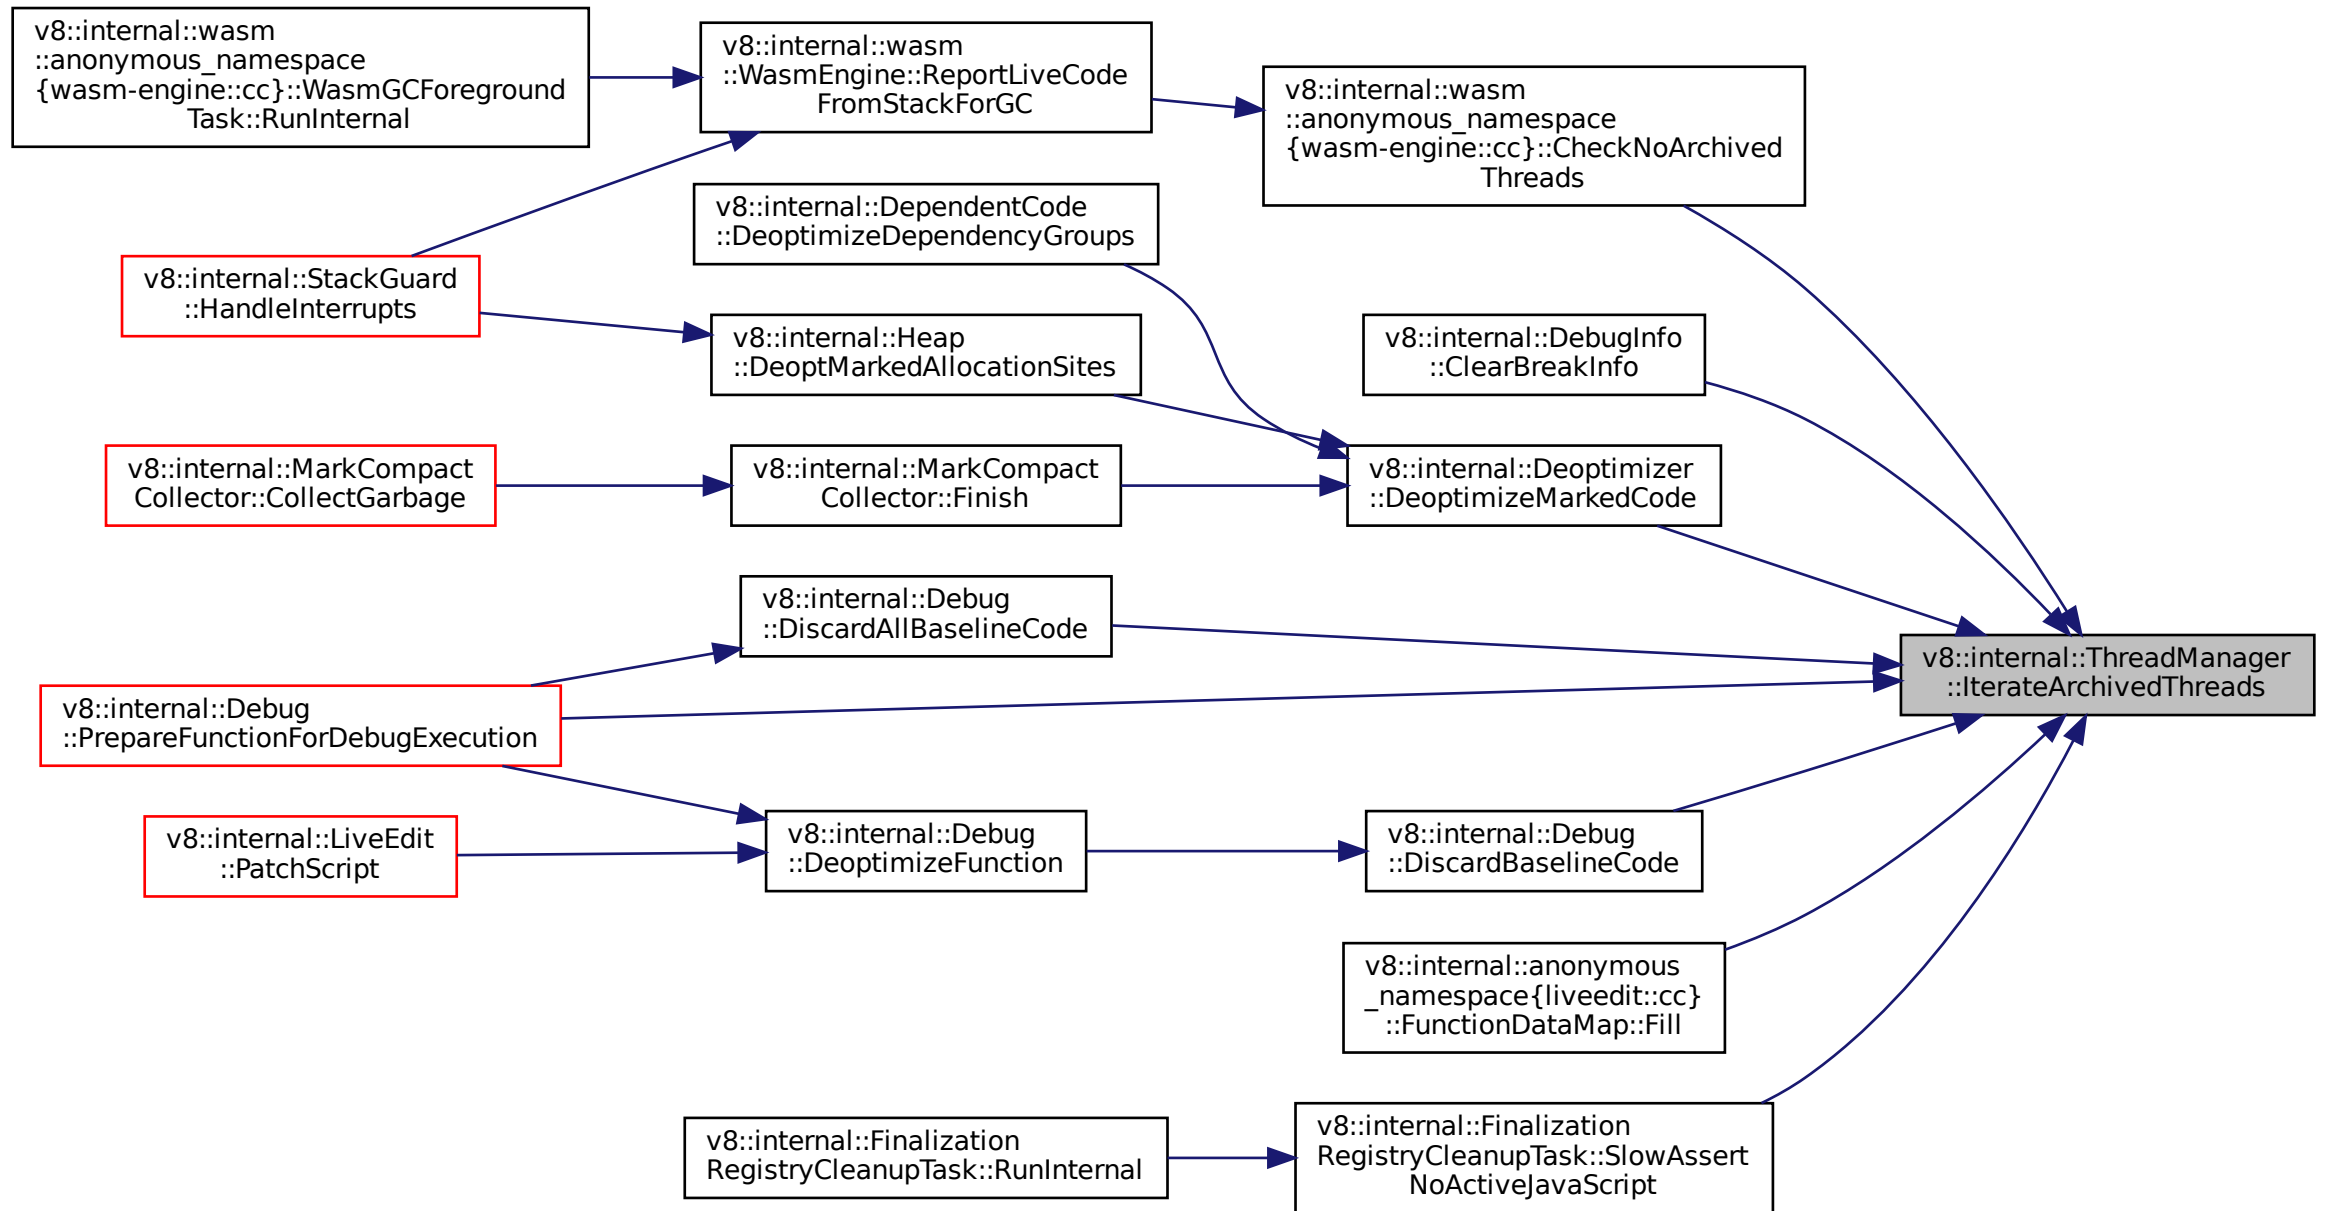 v8::internal::wasm
::anonymous_namespace
{wasm-engine::cc}::WasmGCForeground
Task::RunInternal
v8::internal::wasm
::WasmEngine::ReportLiveCode
FromStackForGC
v8::internal::wasm
::anonymous_namespace
{wasm-engine::cc}::CheckNoArchived
Threads
v8::internal::DependentCode
::DeoptimizeDependencyGroups
v8::internal::StackGuard
::HandleInterrupts
v8::internal::Heap
::DeoptMarkedAllocationSites
v8::internal::DebugInfo
::ClearBreakInfo
v8::internal::MarkCompact
Collector::CollectGarbage
v8::internal::MarkCompact
Collector::Finish
v8::internal::Deoptimizer
::DeoptimizeMarkedCode
v8::internal::Debug
::DiscardAllBaselineCode
v8::internal::ThreadManager
::IterateArchivedThreads
v8::internal::Debug
::PrepareFunctionForDebugExecution
v8::internal::LiveEdit
::PatchScript
v8::internal::Debug
::DeoptimizeFunction
v8::internal::Debug
::DiscardBaselineCode
v8::internal::anonymous
_namespace{liveedit::cc}
::FunctionDataMap::Fill
v8::internal::Finalization
RegistryCleanupTask::RunInternal
v8::internal::Finalization
RegistryCleanupTask::SlowAssert
NoActiveJavaScript